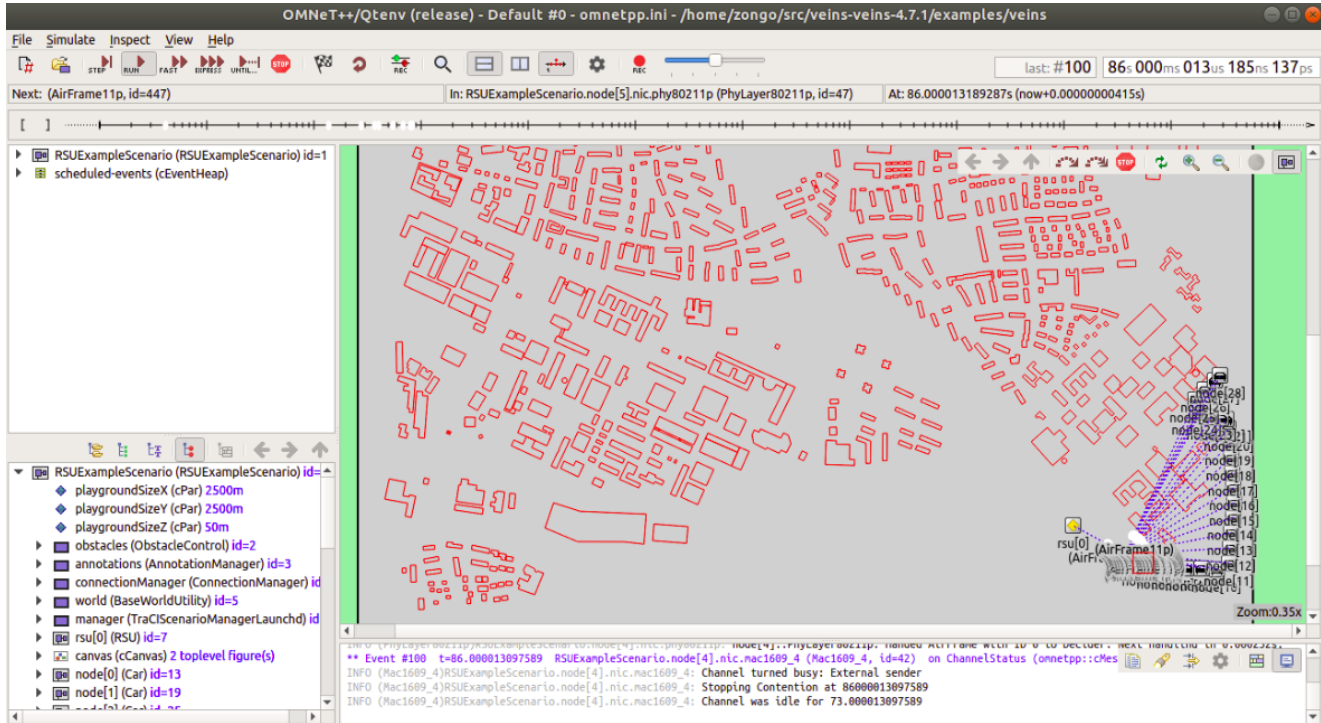 OMNeT++/Qtenv (release) - Default #0 - omnetpp.ini - /home/zongo/src/veins-veins-4.7.1/examples/veins
File Simulate Inspect View Help
STEP RUN FAST EXPRESS UNTIL... STOP REC REC
last: #100 86s 000ms 013us 185ns 137ps
Next: (AirFrame11p, id=447) In: RSUExampleScenario.node[5].nic.phy80211p (PhyLayer80211p, id=47) At: 86.000013189287s (now+0.00000000415s)
[ ]
RSUExampleScenario (RSUExampleScenario) id=1
scheduled-events (cEventHeap)
STOP
node[28]
node[26]
node[20]
node[19]
node[18]
node[17]
node[16]
node[15]
node[14]
node[13]
node[12]
node[11]
rsu[0]
(AirFrame11p)
(AirF
Zoom:0.35x
RSUExampleScenario (RSUExampleScenario) id=
playgroundSizeX (cPar) 2500m
playgroundSizeY (cPar) 2500m
playgroundSizeZ (cPar) 50m
obstacles (ObstacleControl) id=2
annotations (AnnotationManager) id=3
connectionManager (ConnectionManager) id
world (BaseWorldUtility) id=5
manager (TraCIScenarioManagerLaunchd) id
rsu[0] (RSU) id=7
canvas (cCanvas) 2 toplevel figure(s)
node[0] (Car) id=13
node[1] (Car) id=19
** Event #100 t=86.000013097589 RSUExampleScenario.node[4].nic.mac1609_4 (Mac1609_4, id=42) on ChannelStatus (omnetpp::cMes
INFO (Mac1609_4)RSUExampleScenario.node[4].nic.mac1609_4: Channel turned busy: External sender
INFO (Mac1609_4)RSUExampleScenario.node[4].nic.mac1609_4: Stopping Contention at 86000013097589
INFO (Mac1609_4)RSUExampleScenario.node[4].nic.mac1609_4: Channel was idle for 73.000013097589